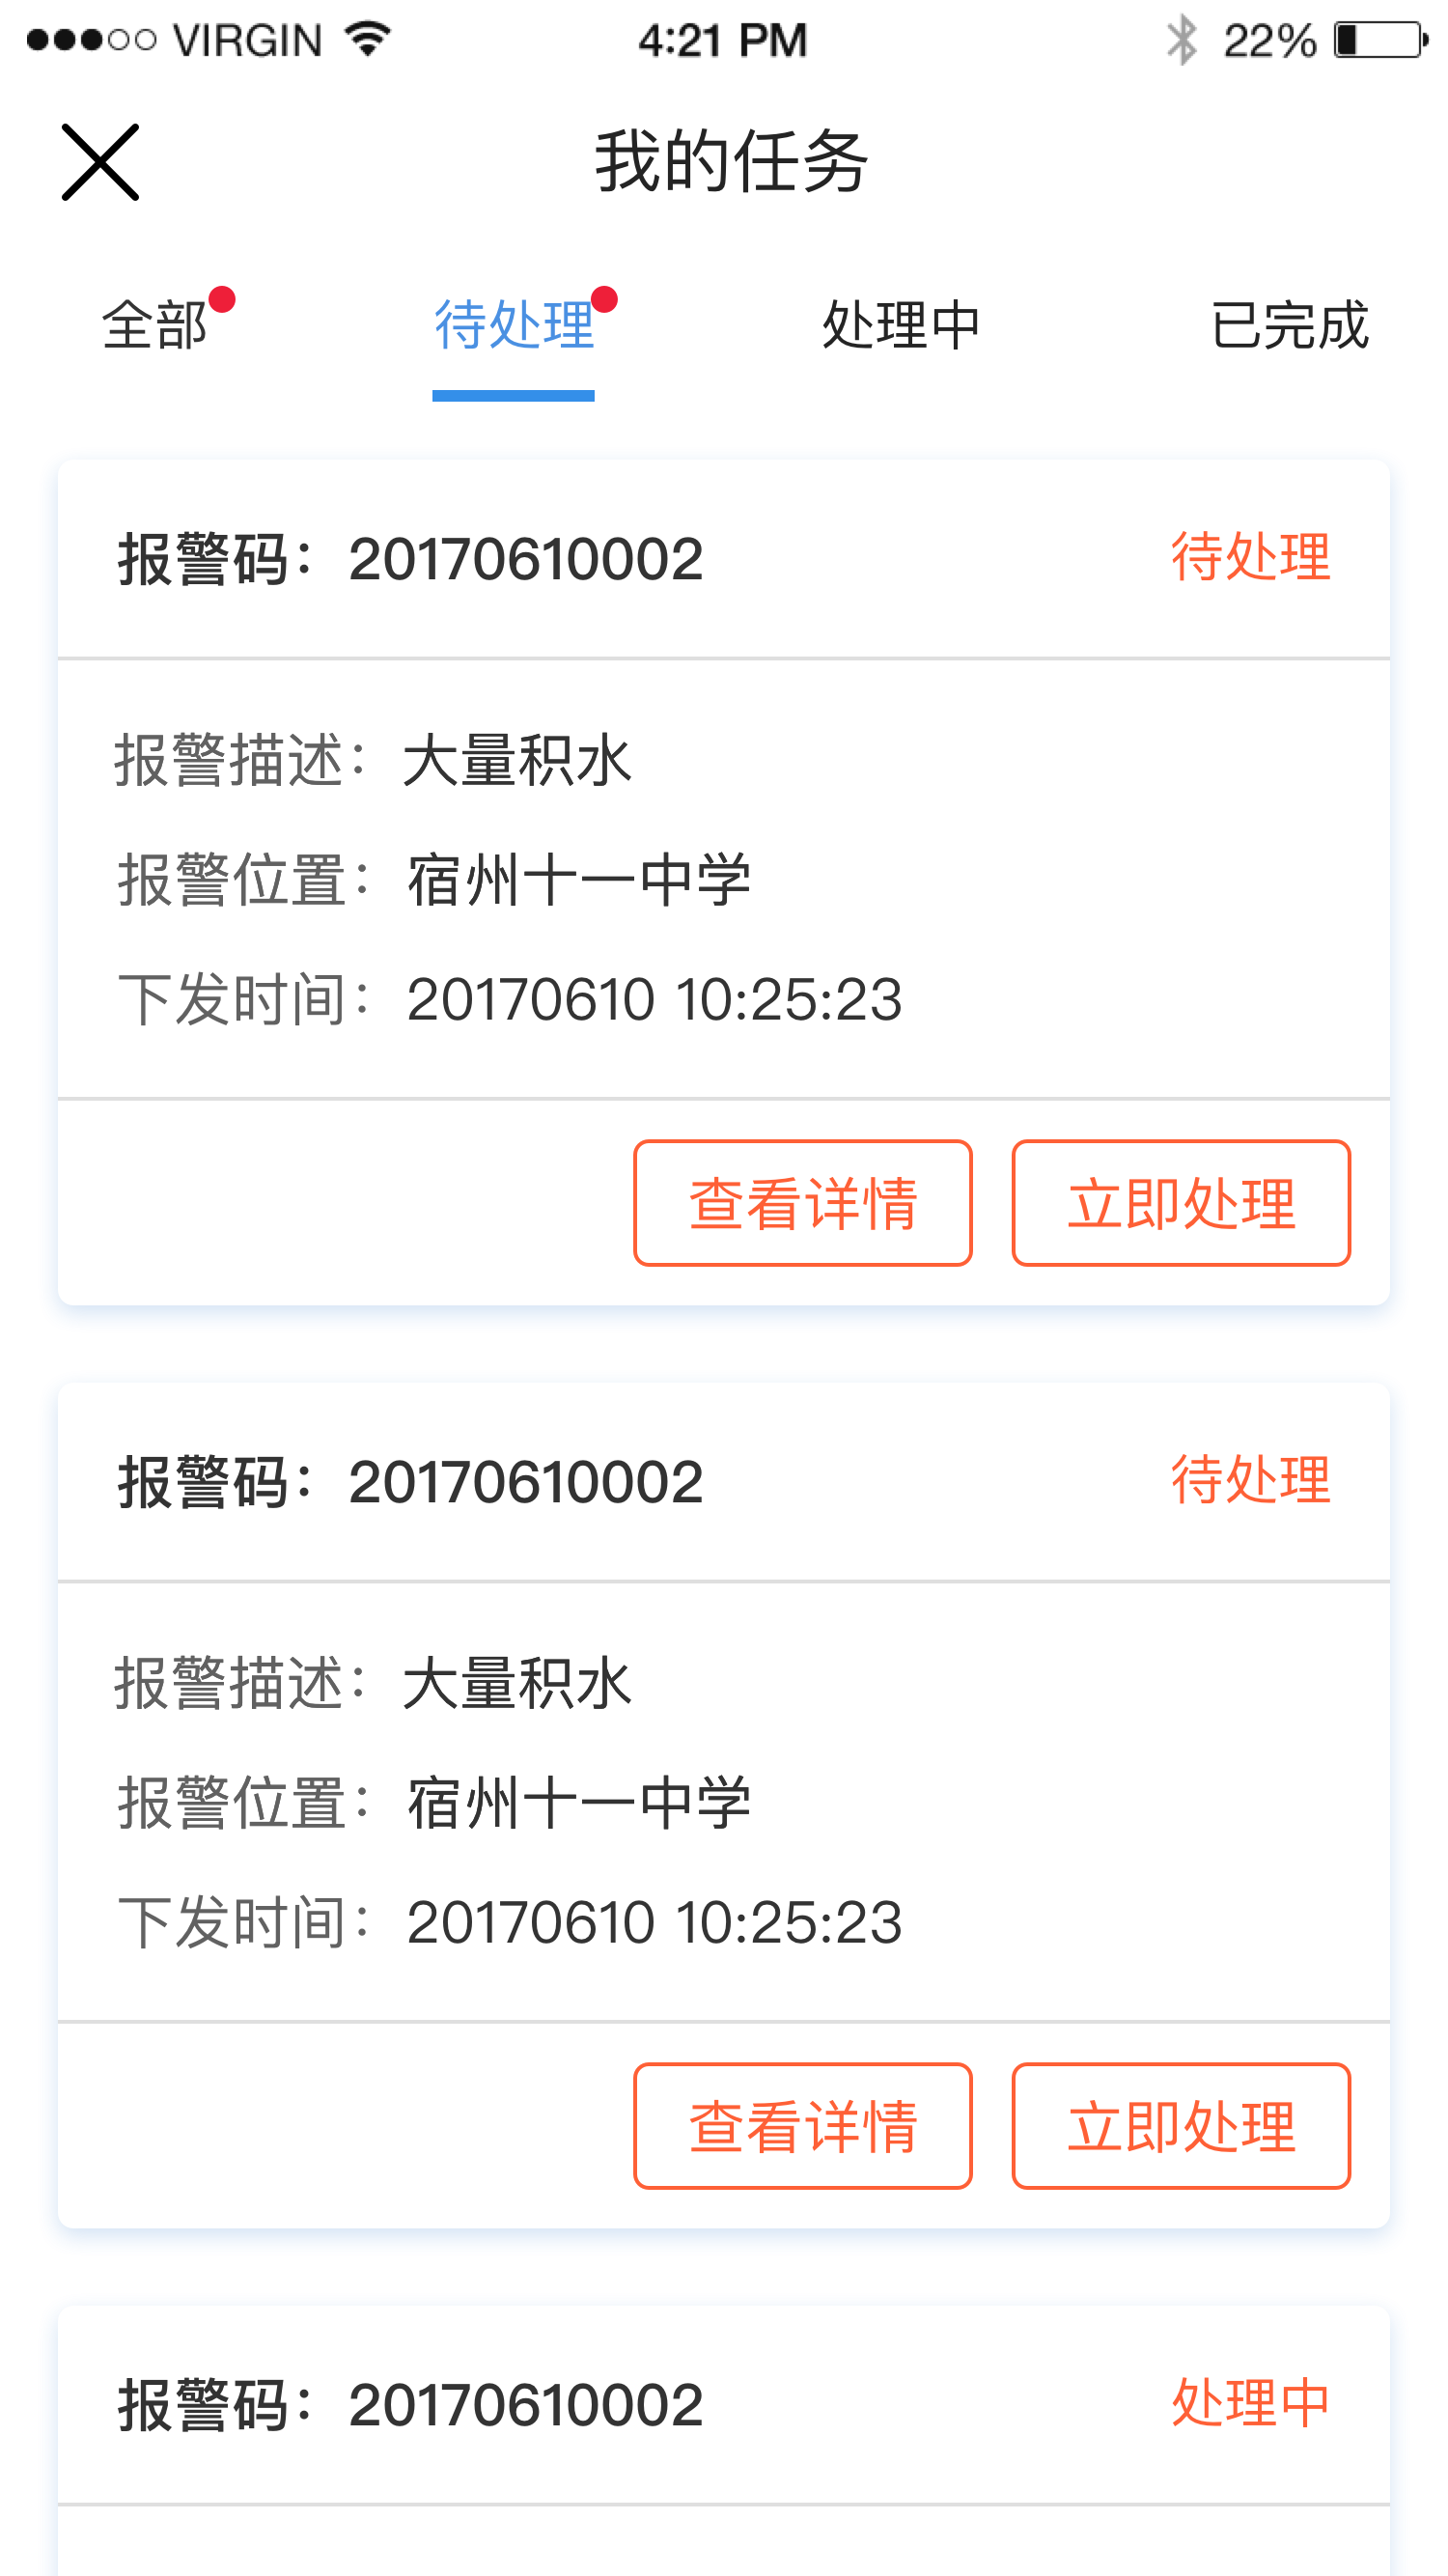 VIRGIN 4:21 PM 22%
我的任务
全部 待处理 处理中 已完成
报警码：20170610002 待处理
报警描述：大量积水
报警位置：宿州十一中学
下发时间：20170610 10:25:23
查看详情 立即处理
报警码：20170610002 待处理
报警描述：大量积水
报警位置：宿州十一中学
下发时间：20170610 10:25:23
查看详情 立即处理
报警码：20170610002 处理中